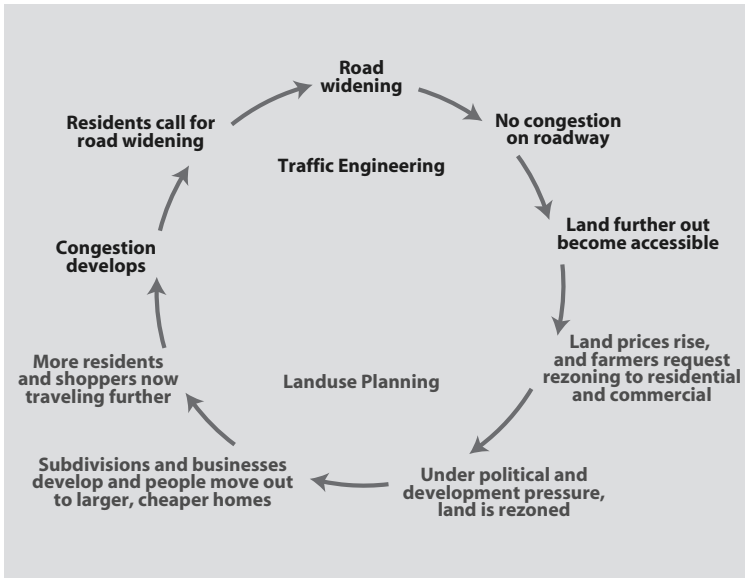 Road
widening
No congestion
on roadway
Land further out
become accessible
Land prices rise,
and farmers request
rezoning to residential
and commercial
Under political and
development pressure,
land is rezoned
Subdivisions and businesses
develop and people move out
to larger, cheaper homes
More residents
and shoppers now
traveling further
Congestion
develops
Residents call for
road widening
Traffic Engineering
Landuse Planning